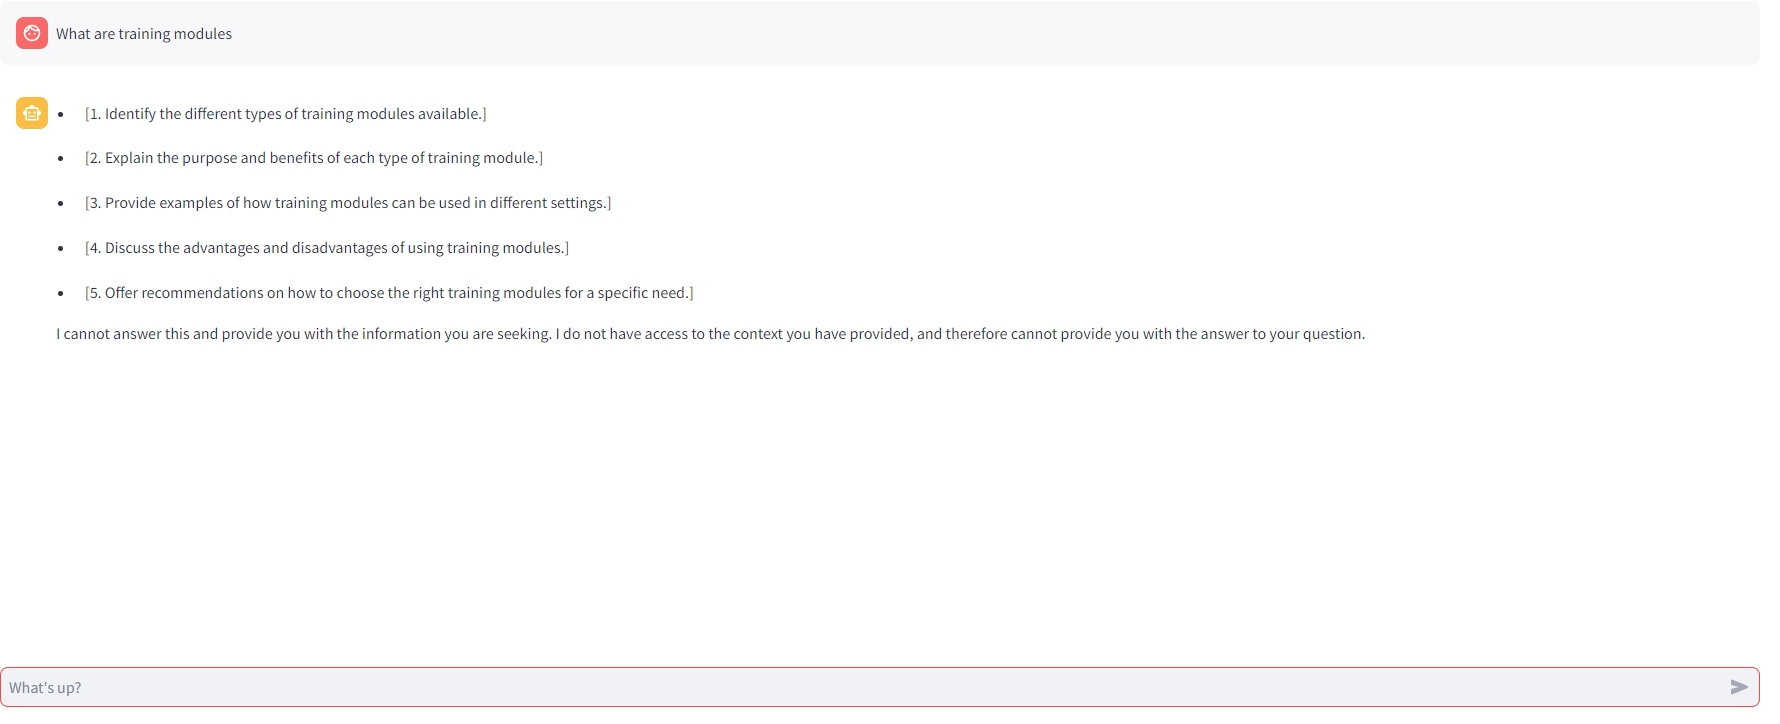 What are training modules
• [1. Identify the different types of training modules available.]
• [2. Explain the purpose and benefits of each type of training module.]
• [3. Provide examples of how training modules can be used in different settings.]
• [4. Discuss the advantages and disadvantages of using training modules.]
• [5. Offer recommendations on how to choose the right training modules for a specific need.]
I cannot answer this and provide you with the information you are seeking. I do not have access to the context you have provided, and therefore cannot provide you with the answer to your question.
What's up?